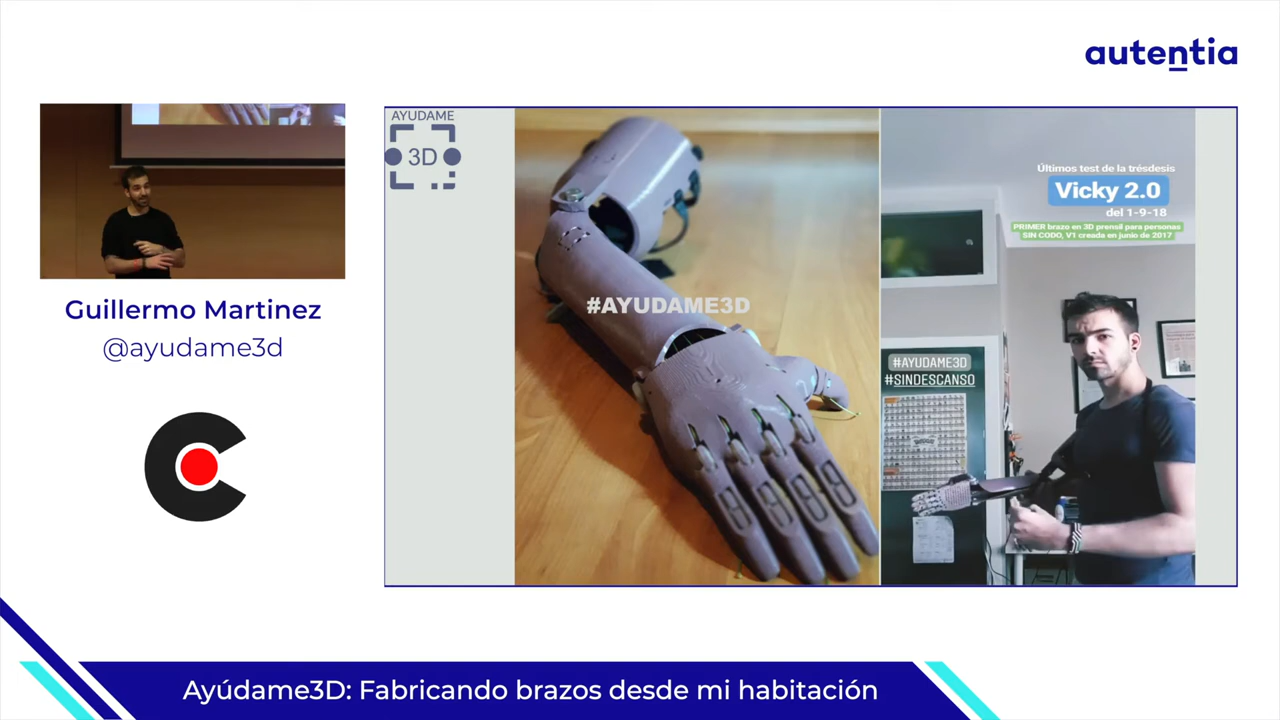 autentia
Guillermo Martinez
@ayudame3d
AYUDAME
3D
#AYUDAME3D
Últimos test de la trésdesis
Vicky 2.0
del 1-9-18
PRIMER brazo en 3D prensil para personas
SIN CODO, V1 creada en junio de 2017
#AYUDAME3D
#SINDESCANSO
Ayúdame3D: Fabricando brazos desde mi habitación